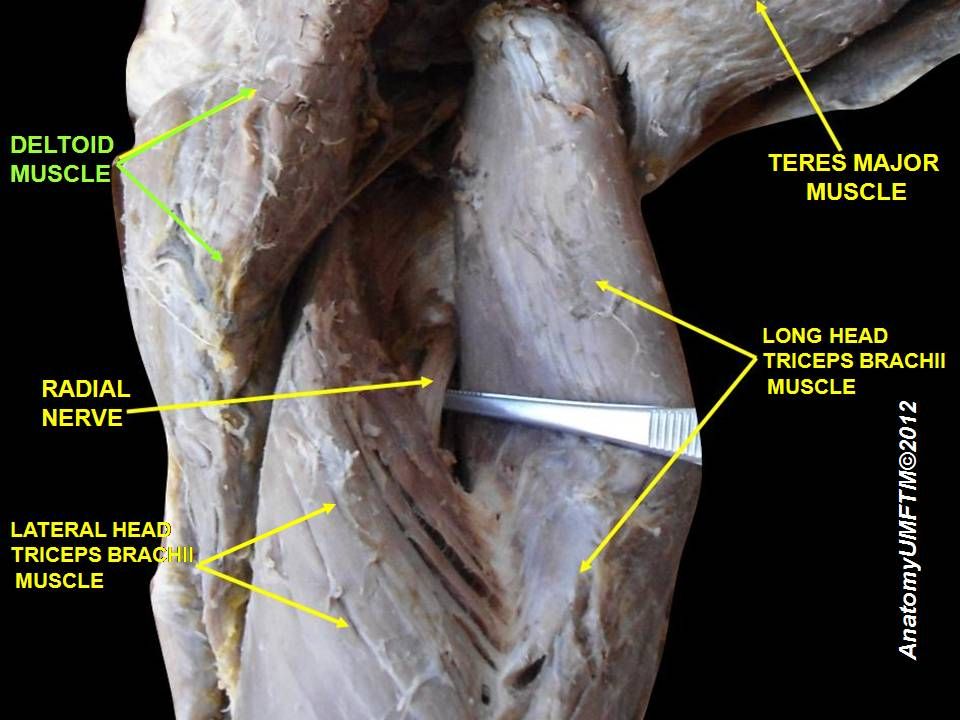 DELTOID
MUSCLE
TERES MAJOR
MUSCLE
LONG HEAD
TRICEPS BRACHII
MUSCLE
RADIAL
NERVE
LATERAL HEAD
TRICEPS BRACHII
MUSCLE
AnatomyUMFTM©2012